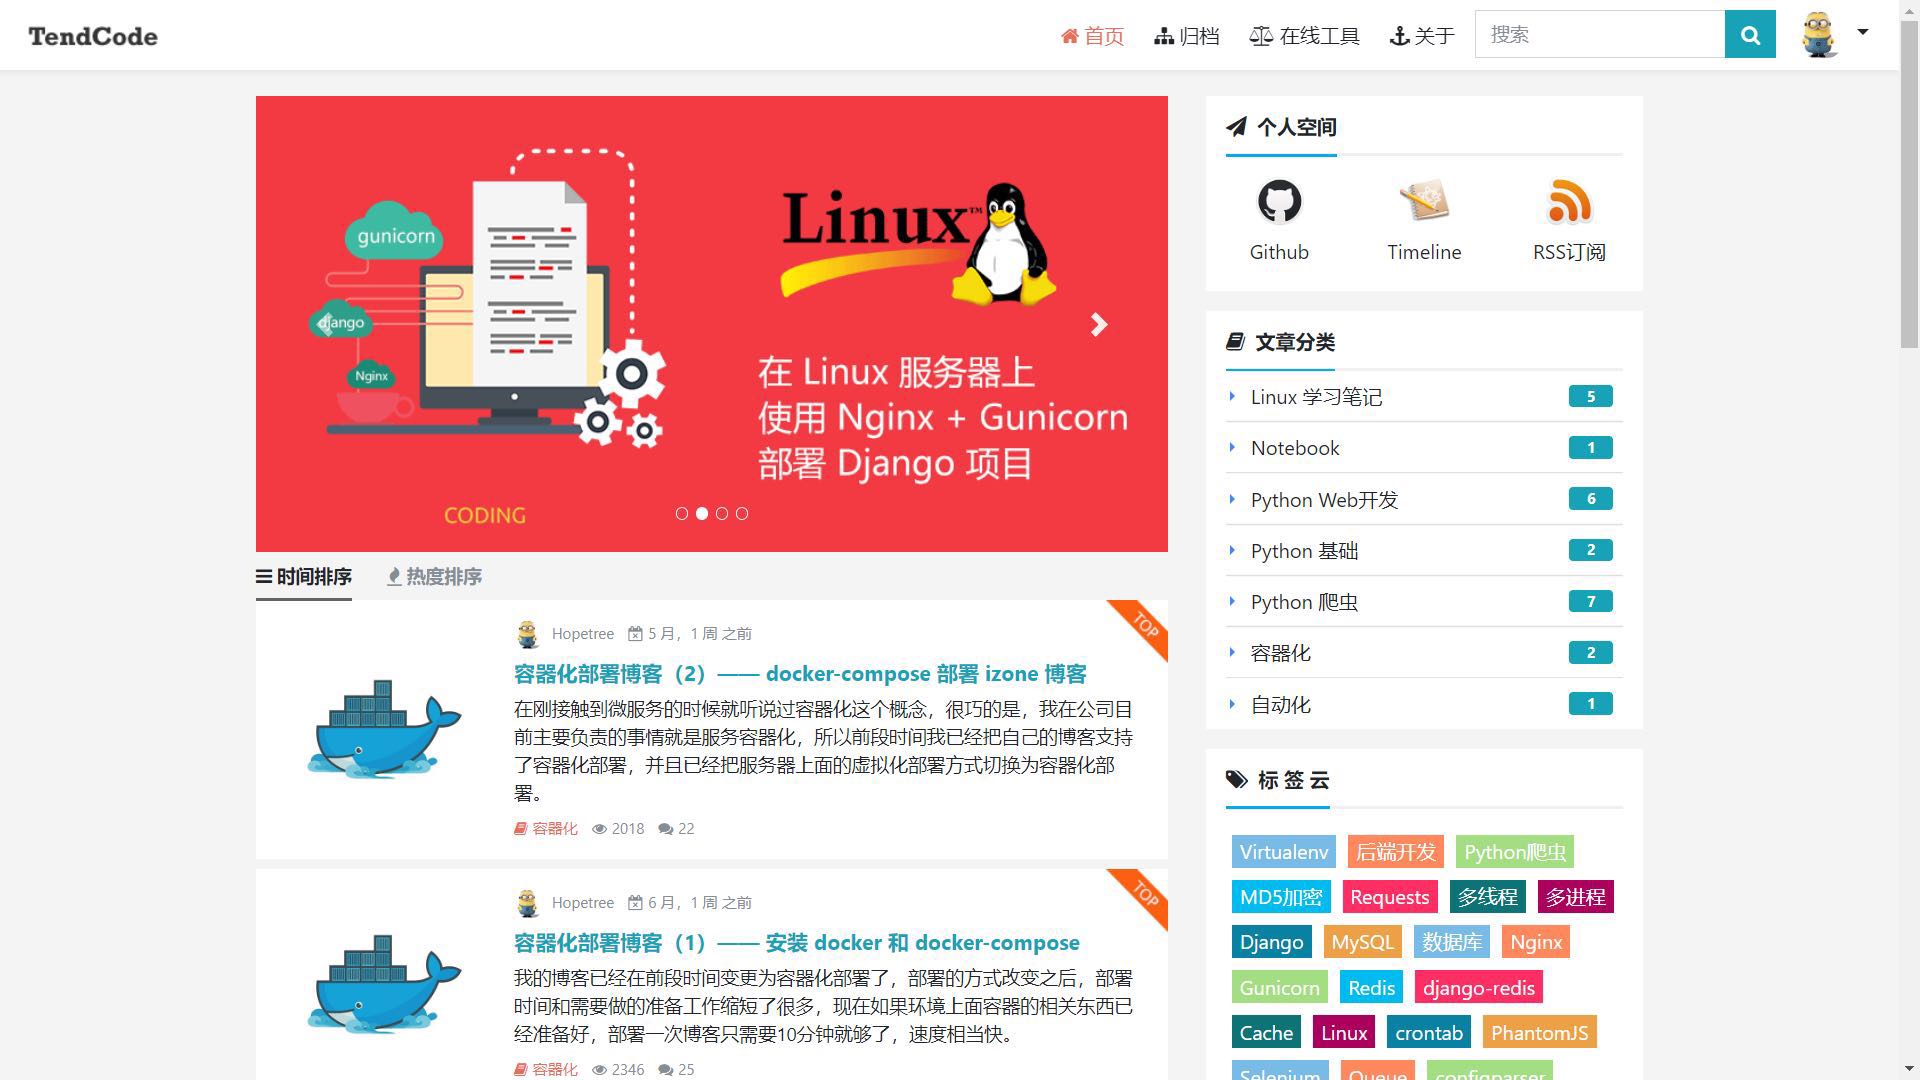 TendCode
首页
归档
在线工具
关于
搜索
gunicorn
django
Nginx
Linux™
在 Linux 服务器上
使用 Nginx + Gunicorn
部署 Django 项目
CODING
时间排序
热度排序
TOP
Hopetree 5 月，1 周 之前
容器化部署博客（2）—— docker-compose 部署 izone 博客
在刚接触到微服务的时候就听说过容器化这个概念，很巧的是，我在公司目
前主要负责的事情就是服务容器化，所以前段时间我已经把自己的博客支持
了容器化部署，并且已经把服务器上面的虚拟化部署方式切换为容器化部
署。
容器化 2018 22
TOP
Hopetree 6 月，1 周 之前
容器化部署博客（1）—— 安装 docker 和 docker-compose
我的博客已经在前段时间变更为容器化部署了，部署的方式改变之后，部署
时间和需要做的准备工作缩短了很多，现在如果环境上面容器的相关东西已
经准备好，部署一次博客只需要10分钟就够了，速度相当快。
容器化 2346 25
个人空间
Github
Timeline
RSS订阅
文章分类
Linux 学习笔记 5
Notebook 1
Python Web开发 6
Python 基础 2
Python 爬虫 7
容器化 2
自动化 1
标 签 云
Virtualenv 后端开发 Python爬虫
MD5加密 Requests 多线程 多进程
Django MySQL 数据库 Nginx
Gunicorn Redis django-redis
Cache Linux crontab PhantomJS
Selenium Queue configparser